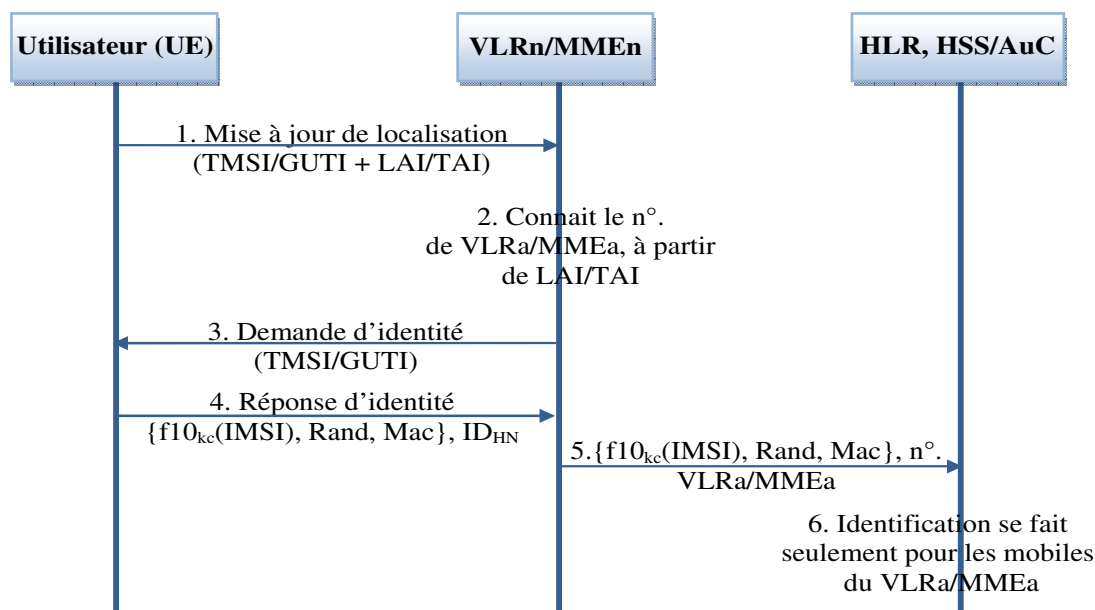 Utilisateur (UE)
VLRn/MMEn
HLR, HSS/AuC
1. Mise à jour de localisation
(TMSI/GUTI + LAI/TAI)
2. Connait le n°.
de VLRa/MMEa, à partir
de LAI/TAI
3. Demande d’identité
(TMSI/GUTI)
4. Réponse d’identité
{f10kc(IMSI), Rand, Mac}, IDHN
5.{f10kc(IMSI), Rand, Mac}, n°.
VLRa/MMEa
6. Identification se fait
seulement pour les mobiles
du VLRa/MMEa